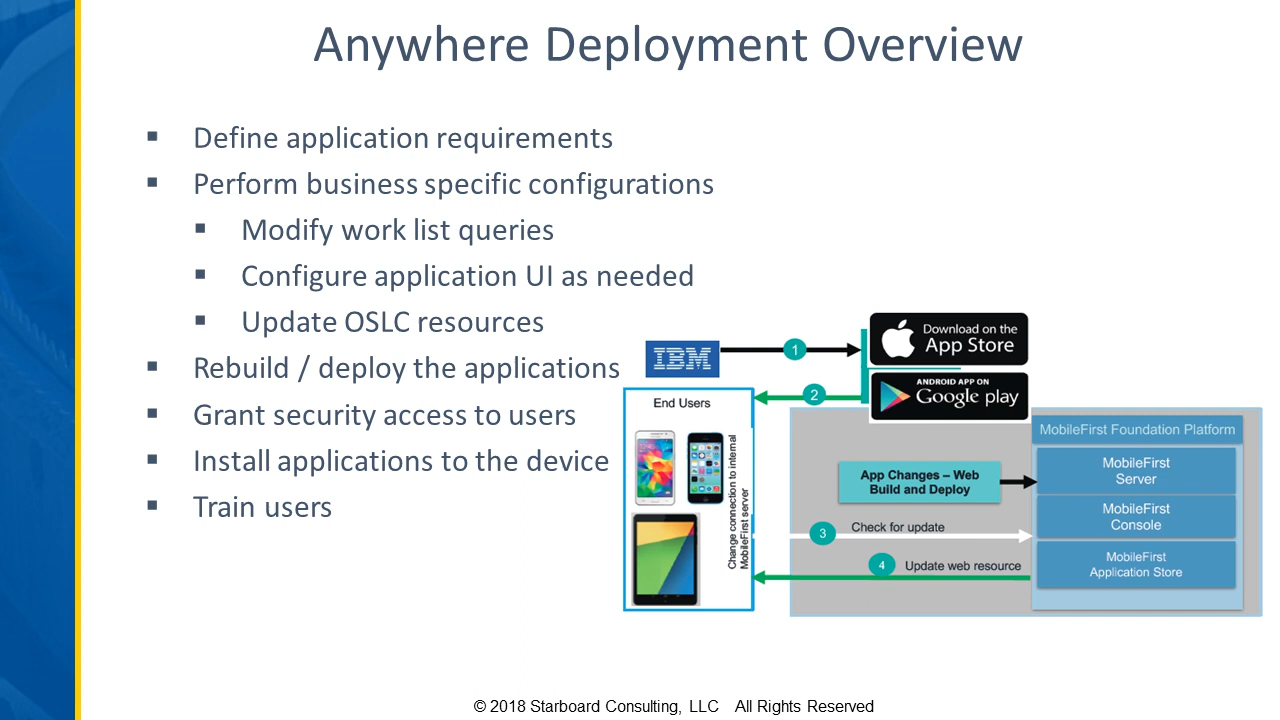 Anywhere Deployment Overview
▪ Define application requirements
▪ Perform business specific configurations
▪ Modify work list queries
▪ Configure application UI as needed
▪ Update OSLC resources
▪ Rebuild / deploy the applications
▪ Grant security access to users
▪ Install applications to the device
▪ Train users
IBM
1
Download on the
App Store
2
ANDROID APP ON
Google play
End Users
Change connection to internal
MobileFirst server
MobileFirst Foundation Platform
App Changes – Web
Build and Deploy
MobileFirst
Server
MobileFirst
Console
3
Check for update
MobileFirst
Application Store
4
Update web resource
© 2018 Starboard Consulting, LLC All Rights Reserved